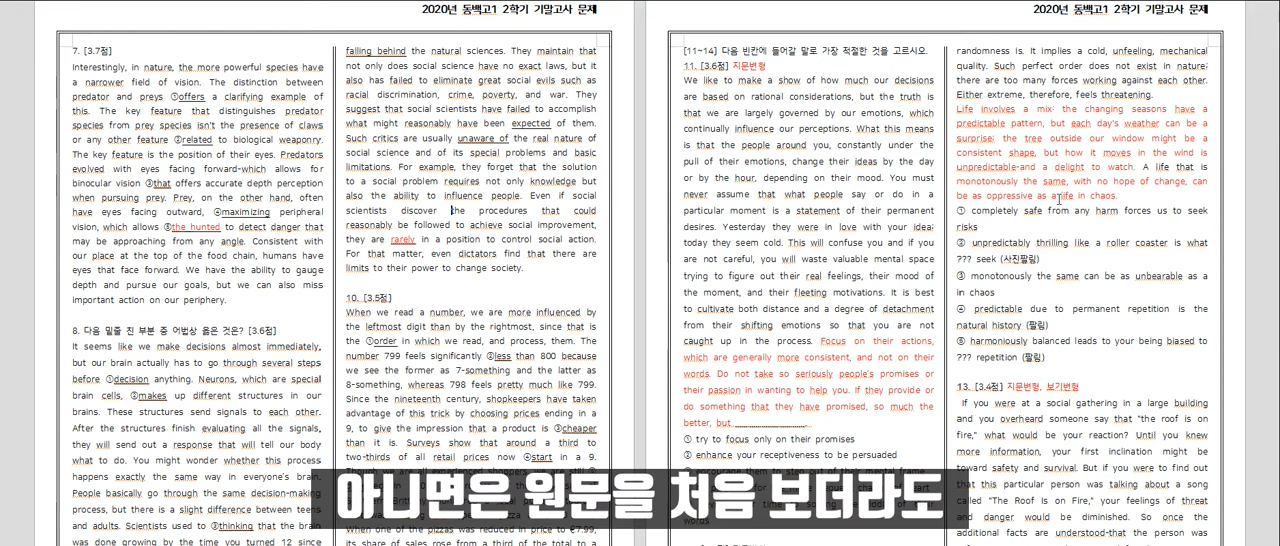 2020년 동백고1 2학기 기말고사 문제
7. [3.7점]
Interestingly, in nature, the more powerful species have
a narrower field of vision. The distinction between
predator and preys ①offers a clarifying example of
this. The key feature that distinguishes predator
species from prey species isn't the presence of claws
or any other feature ②related to biological weaponry.
The key feature is the position of their eyes. Predators
evolved with eyes facing forward-which allows for
binocular vision ③that offers accurate depth perception
when pursuing prey. Prey, on the other hand, often
have eyes facing outward, ④maximizing peripheral
vision, which allows ⑤the hunted to detect danger that
may be approaching from any angle. Consistent with
our place at the top of the food chain, humans have
eyes that face forward. We have the ability to gauge
depth and pursue our goals, but we can also miss
important action on our periphery.
8. 다음 밑줄 친 부분 중 어법상 옳은 것은? [3.6점]
It seems like we make decisions almost immediately,
but our brain actually has to go through several steps
before ①decision anything. Neurons, which are special
brain cells, ②makes up different structures in our
brains. These structures send signals to each other.
After the structures finish evaluating all the signals,
they will send out a response that will tell our body
what to do. You might wonder whether this process
happens exactly the same way in everyone's brain.
People basically go through the same decision-making
process, but there is a slight difference between teens
and adults. Scientists used to ③thinking that the brain
was done growing by the time you turned 12 since
falling behind the natural sciences. They maintain that
not only does social science have no exact laws, but it
also has failed to eliminate great social evils such as
racial discrimination, crime, poverty, and war. They
suggest that social scientists have failed to accomplish
what might reasonably have been expected of them.
Such critics are usually unaware of the real nature of
social science and of its special problems and basic
limitations. For example, they forget that the solution
to a social problem requires not only knowledge but
also the ability to influence people. Even if social
scientists discover the procedures that could
reasonably be followed to achieve social improvement,
they are rarely in a position to control social action.
For that matter, even dictators find that there are
limits to their power to change society.
10. [3.5점]
When we read a number, we are more influenced by
the leftmost digit than by the rightmost, since that is
the ①order in which we read, and process, them. The
number 799 feels significantly ②less than 800 because
we see the former as 7-something and the latter as
8-something, whereas 798 feels pretty much like 799.
Since the nineteenth century, shopkeepers have taken
advantage of this trick by choosing prices ending in a
9, to give the impression that a product is ③cheaper
than it is. Surveys show that around a third to
two-thirds of all retail prices now ④start in a 9.
When one of the pizzas was reduced in price to €7.99,
its share of sales rose from a third of the total to a
2020년 동백고1 2학기 기말고사 문제
[11~14] 다음 빈칸에 들어갈 말로 가장 적절한 것을 고르시오.
11. [3.6점] 지문변형
We like to make a show of how much our decisions
are based on rational considerations, but the truth is
that we are largely governed by our emotions, which
continually influence our perceptions. What this means
is that the people around you, constantly under the
pull of their emotions, change their ideas by the day
or by the hour, depending on their mood. You must
never assume that what people say or do in a
particular moment is a statement of their permanent
desires. Yesterday they were in love with your idea;
today they seem cold. This will confuse you and if you
are not careful, you will waste valuable mental space
trying to figure out their real feelings, their mood of
the moment, and their fleeting motivations. It is best
to cultivate both distance and a degree of detachment
from their shifting emotions so that you are not
caught up in the process. Focus on their actions,
which are generally more consistent, and not on their
words. Do not take so seriously people's promises or
their passion in wanting to help you. If they provide or
do something that they have promised, so much the
better, but ________________.
① try to focus only on their promises
② enhance your receptiveness to be persuaded
words
randomness is. It implies a cold, unfeeling, mechanical
quality. Such perfect order does not exist in nature;
there are too many forces working against each other.
Either extreme, therefore, feels threatening.
Life involves a mix: the changing seasons have a
predictable pattern, but each day's weather can be a
surprise; the tree outside our window might be a
consistent shape, but how it moves in the wind is
unpredictable-and a delight to watch. A life that is
monotonously the same, with no hope of change, can
be as oppressive as a life in chaos.
① completely safe from any harm forces us to seek
risks
② unpredictably thrilling like a roller coaster is what
??? seek (사진짤림)
③ monotonously the same can be as unbearable as a
in chaos
④ predictable due to permanent repetition is the
natural history (짤림)
⑤ harmoniously balanced leads to your being biased to
??? repetition (짤림)
13. [3.4점] 지문변형, 보기변형
If you were at a social gathering in a large building
and you overheard someone say that "the roof is on
fire," what would be your reaction? Until you knew
more information, your first inclination might be
toward safety and survival. But if you were to find out
that this particular person was talking about a song
called "The Roof Is on Fire," your feelings of threat
and danger would be diminished. So once the
additional facts are understood-that the person was
아니면은 원문을 처음 보더라도